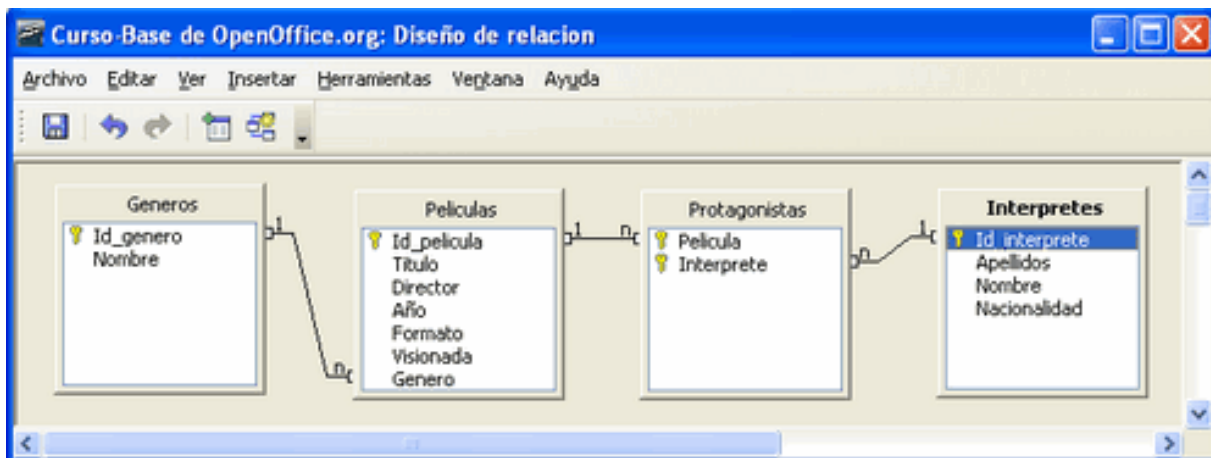 Curso-Base de OpenOffice.org: Diseño de relacion
Archivo Editar Ver Insertar Herramientas Ventana Ayuda
Generos
Id_genero
Nombre
1
n
Peliculas
Id_pelicula
Titulo
Director
Año
Formato
Visionada
Genero
1
n
Protagonistas
Pelicula
Interprete
n
1
Interpretes
Id_interprete
Apellidos
Nombre
Nacionalidad